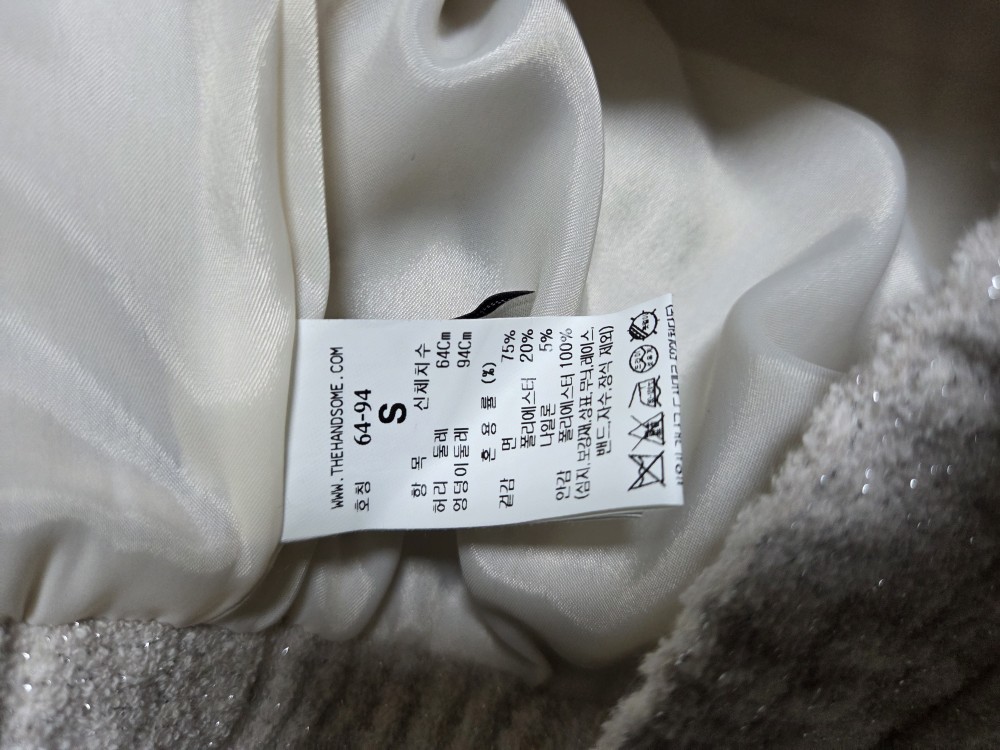 WWW.THEHANDSOME.COM
호칭 64-94
S
항 목 신체치수
허리 둘레 64Cm
엉덩이둘레 94Cm
혼 용 률 (%)
겉감 면 75%
폴리에스터 20%
나일론 5%
안감 폴리에스터 100%
(심지,보강재,상표,무늬,레이스,
밴드,자수,장식 제외)